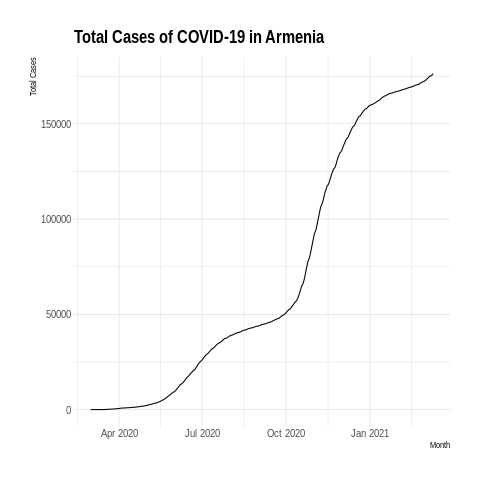 Total Cases of COVID-19 in Armenia
Total Cases
150000
100000
50000
0
Apr 2020 Jul 2020 Oct 2020 Jan 2021
Month